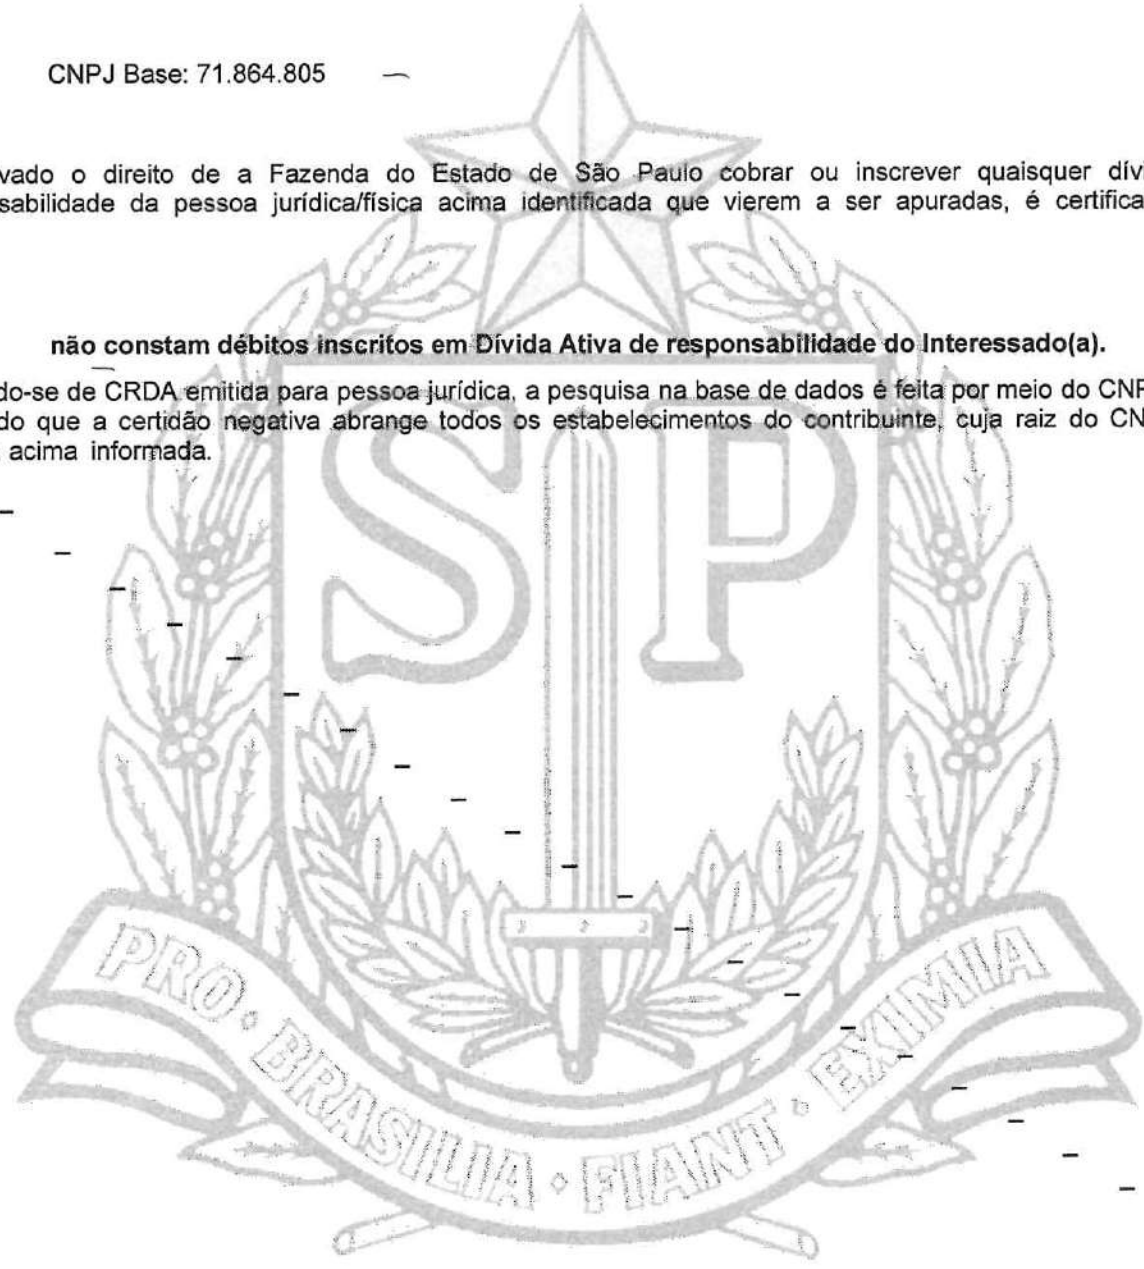 CNPJ Base: 71.864.805
vado o direito de a Fazenda do Estado de São Paulo cobrar ou inscrever quaisquer dívi
sabilidade da pessoa jurídica/física acima identificada que vierem a ser apuradas, é certifica
não constam débitos inscritos em Dívida Ativa de responsabilidade do Interessado(a).
do-se de CRDA emitida para pessoa jurídica, a pesquisa na base de dados é feita por meio do CNP
do que a certidão negativa abrange todos os estabelecimentos do contribuinte, cuja raiz do CN
acima informada.
SP
PRO · BRASILIA · FIANT · EXIMIA